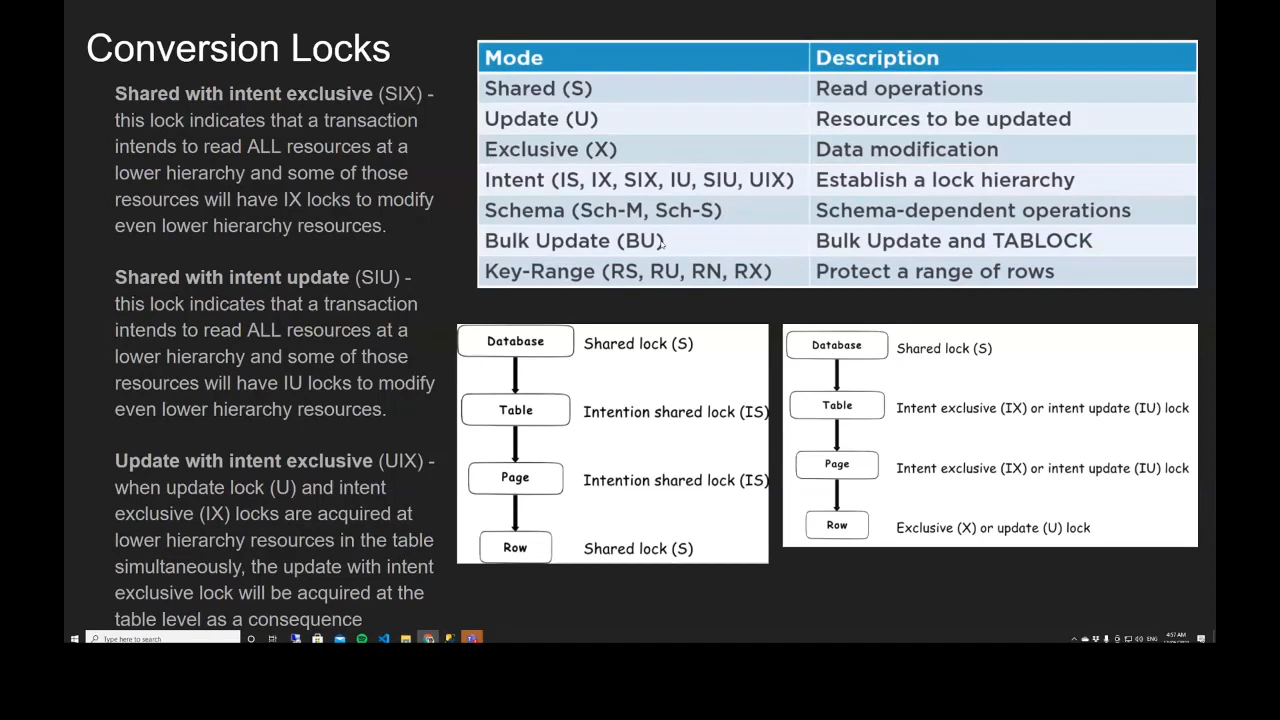 Conversion Locks
Shared with intent exclusive (SIX) -
this lock indicates that a transaction
intends to read ALL resources at a
lower hierarchy and some of those
resources will have IX locks to modify
even lower hierarchy resources.
Shared with intent update (SIU) -
this lock indicates that a transaction
intends to read ALL resources at a
lower hierarchy and some of those
resources will have IU locks to modify
even lower hierarchy resources.
Update with intent exclusive (UIX) -
when update lock (U) and intent
exclusive (IX) locks are acquired at
lower hierarchy resources in the table
simultaneously, the update with intent
exclusive lock will be acquired at the
table level as a consequence
Mode Description
Shared (S) Read operations
Update (U) Resources to be updated
Exclusive (X) Data modification
Intent (IS, IX, SIX, IU, SIU, UIX) Establish a lock hierarchy
Schema (Sch-M, Sch-S) Schema-dependent operations
Bulk Update (BU) Bulk Update and TABLOCK
Key-Range (RS, RU, RN, RX) Protect a range of rows
Database Shared lock (S)
Table Intention shared lock (IS)
Page Intention shared lock (IS)
Row Shared lock (S)
Database Shared lock (S)
Table Intent exclusive (IX) or intent update (IU) lock
Page Intent exclusive (IX) or intent update (IU) lock
Row Exclusive (X) or update (U) lock
Type here to search
ENG
4:57 AM